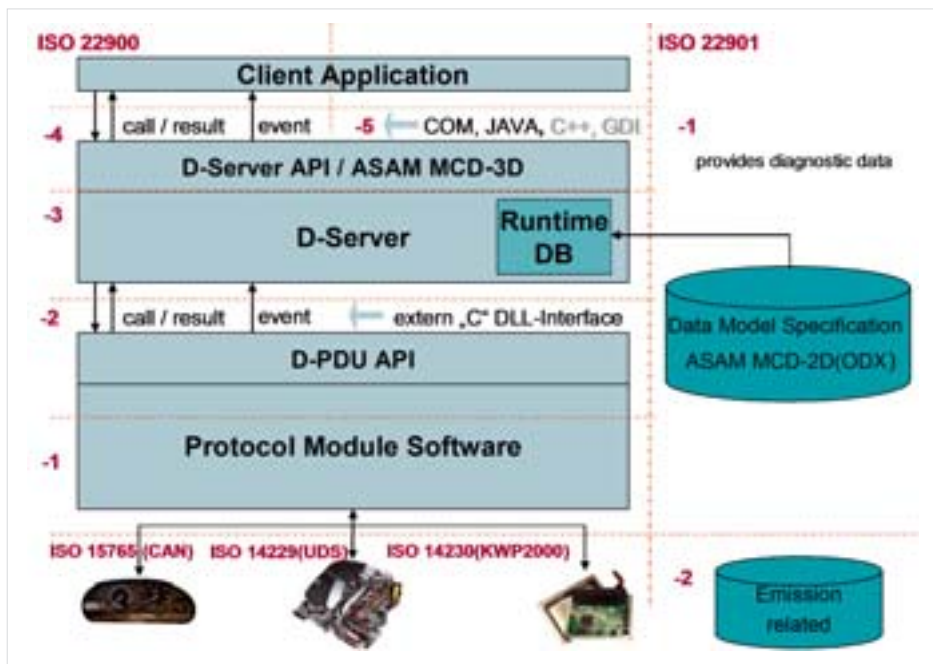 ISO 22900
ISO 22901
Client Application
-4
call / result
event
-5
COM, JAVA, C++, GDI
-1
provides diagnostic data
D-Server API / ASAM MCD-3D
-3
D-Server
Runtime
DB
-2
call / result
event
extern „C“ DLL-Interface
Data Model Specification
ASAM MCD-2D(ODX)
D-PDU API
Protocol Module Software
-1
ISO 15765 (CAN)
ISO 14229(UDS)
ISO 14230(KWP2000)
-2
Emission
related